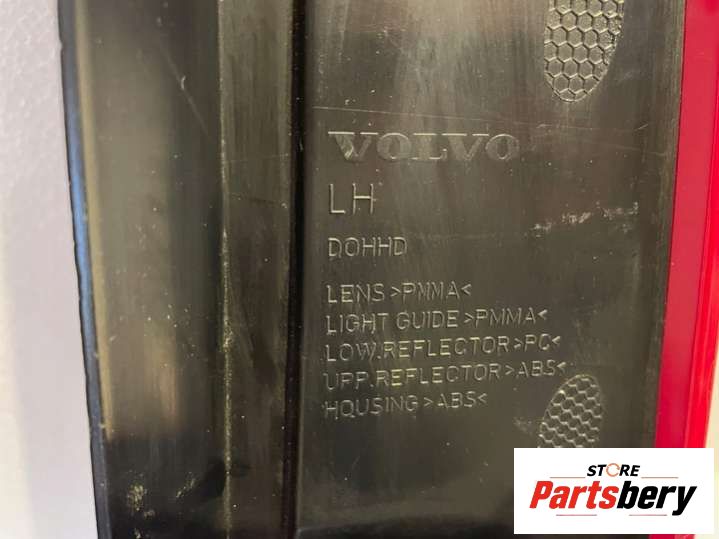 VOLVO
LH
DOHHD
LENS >PMMA<
LIGHT GUIDE>PMMA<
LOW.REFLECTOR>PC<
UPP.REFLECTOR>ABS<
HOUSING>ABS<
STORE
Partsbery